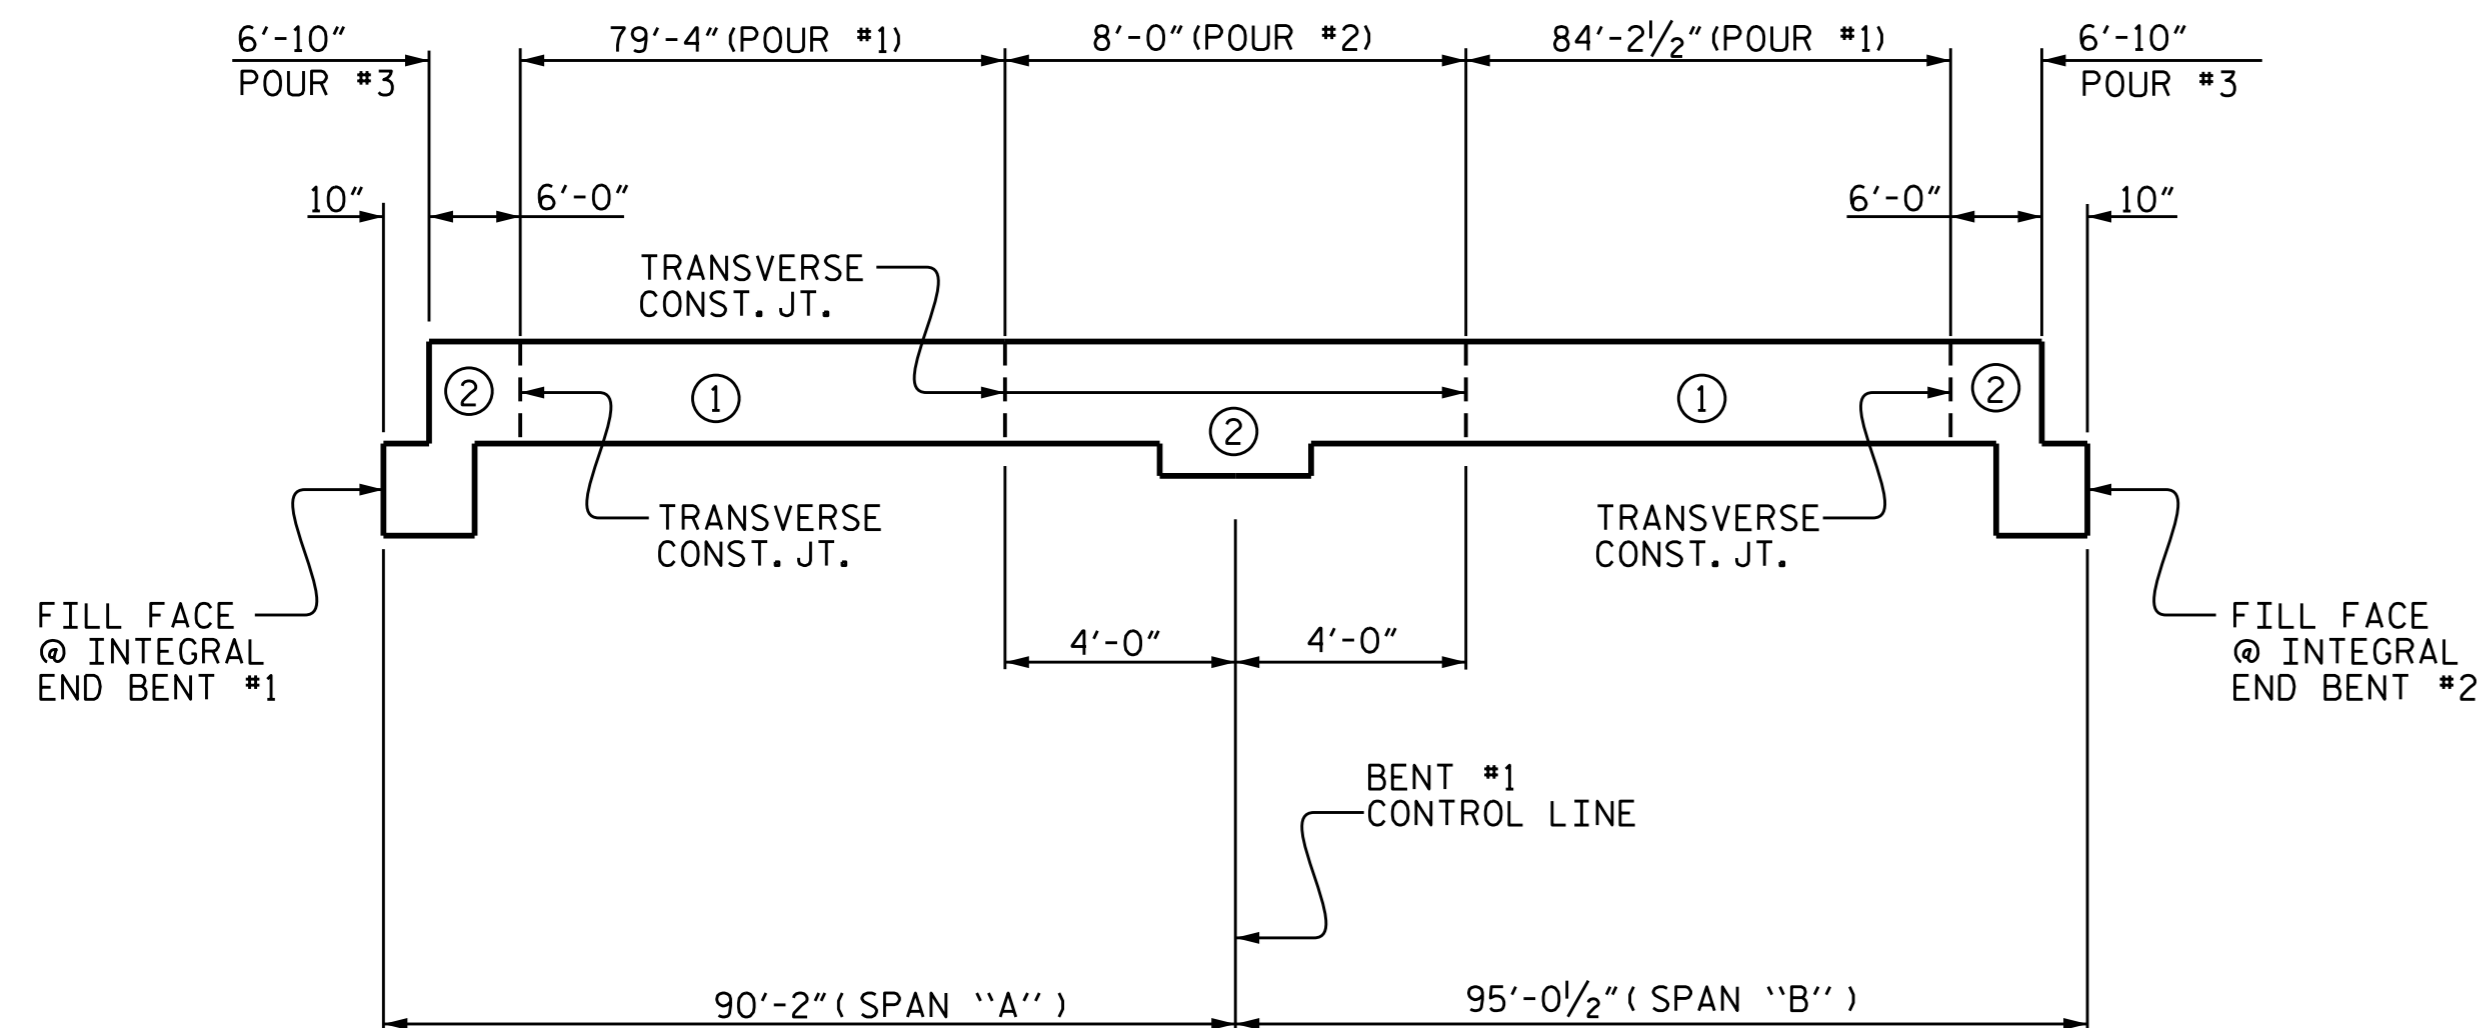 6'-10"
POUR #3
79'-4"(POUR #1)
8'-0"(POUR #2)
84'-2½"(POUR #1)
6'-10"
POUR #3
10"
6'-0"
6'-0"
10"
TRANSVERSE
CONST. JT.
2
1
2
1
2
TRANSVERSE
CONST. JT.
TRANSVERSE
CONST. JT.
FILL FACE
@ INTEGRAL
END BENT #1
4'-0"
4'-0"
FILL FACE
@ INTEGRAL
END BENT #2
BENT #1
CONTROL LINE
90'-2"( SPAN ``A'' )
95'-0½"( SPAN ``B'' )